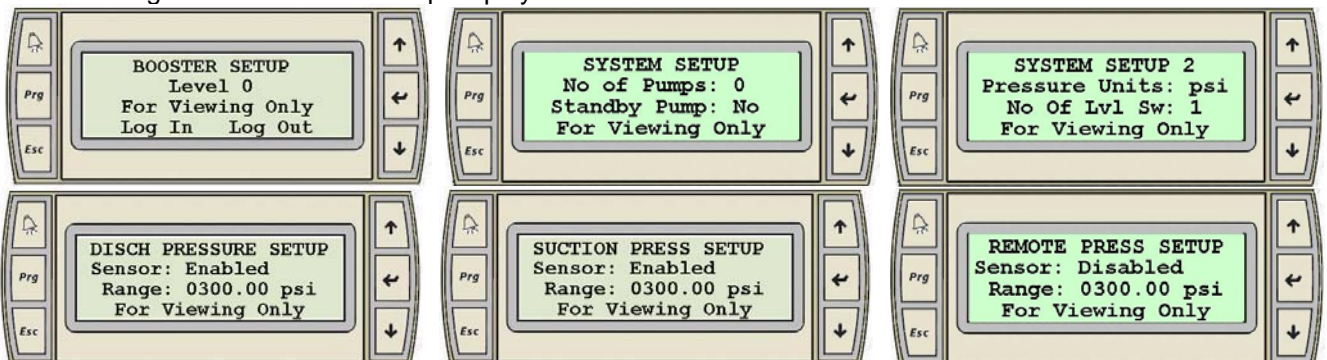 Prg
Esc
BOOSTER SETUP
Level 0
For Viewing Only
Log In Log Out
Prg
Esc
SYSTEM SETUP
No of Pumps: 0
Standby Pump: No
For Viewing Only
Prg
Esc
SYSTEM SETUP 2
Pressure Units: psi
No Of Lvl Sw: 1
For Viewing Only
Prg
Esc
DISCH PRESSURE SETUP
Sensor: Enabled
Range: 0300.00 psi
For Viewing Only
Prg
Esc
SUCTION PRESS SETUP
Sensor: Enabled
Range: 0300.00 psi
For Viewing Only
Prg
Esc
REMOTE PRESS SETUP
Sensor: Disabled
Range: 0300.00 psi
For Viewing Only